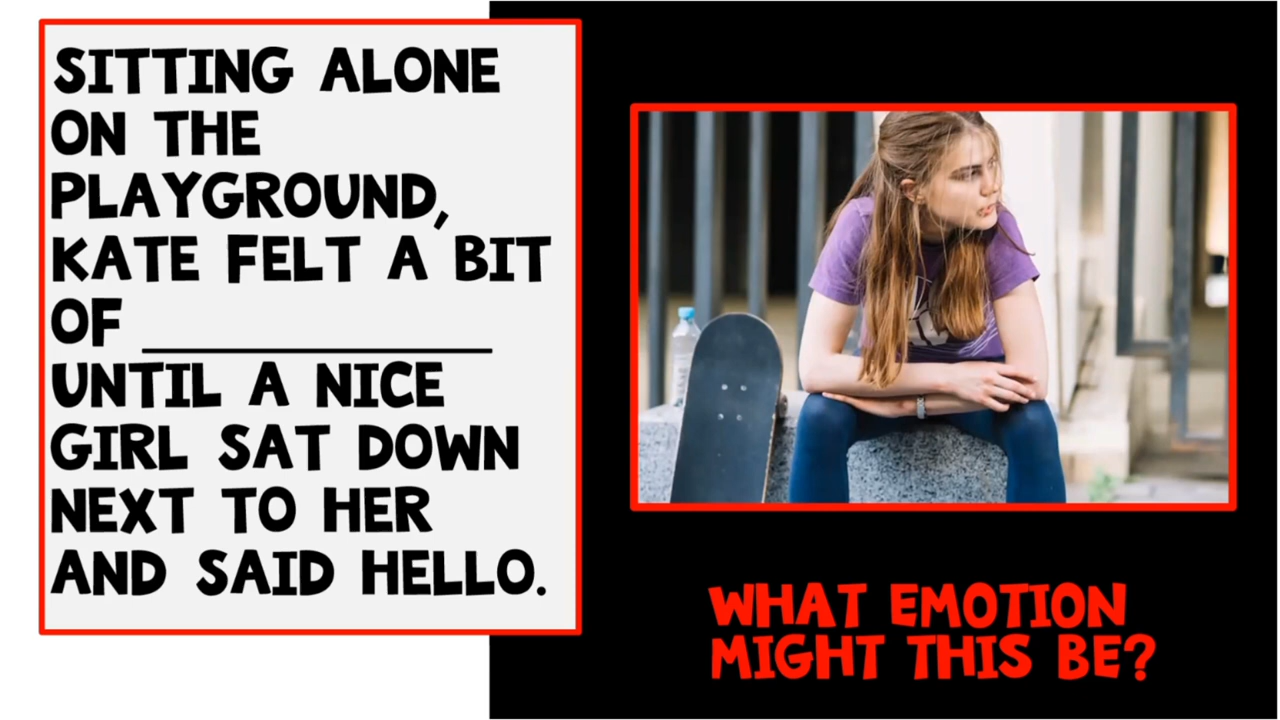 SITTING ALONE
ON THE
PLAYGROUND,
KATE FELT A BIT
OF _______________
UNTIL A NICE
GIRL SAT DOWN
NEXT TO HER
AND SAID HELLO.
WHAT EMOTION
MIGHT THIS BE?